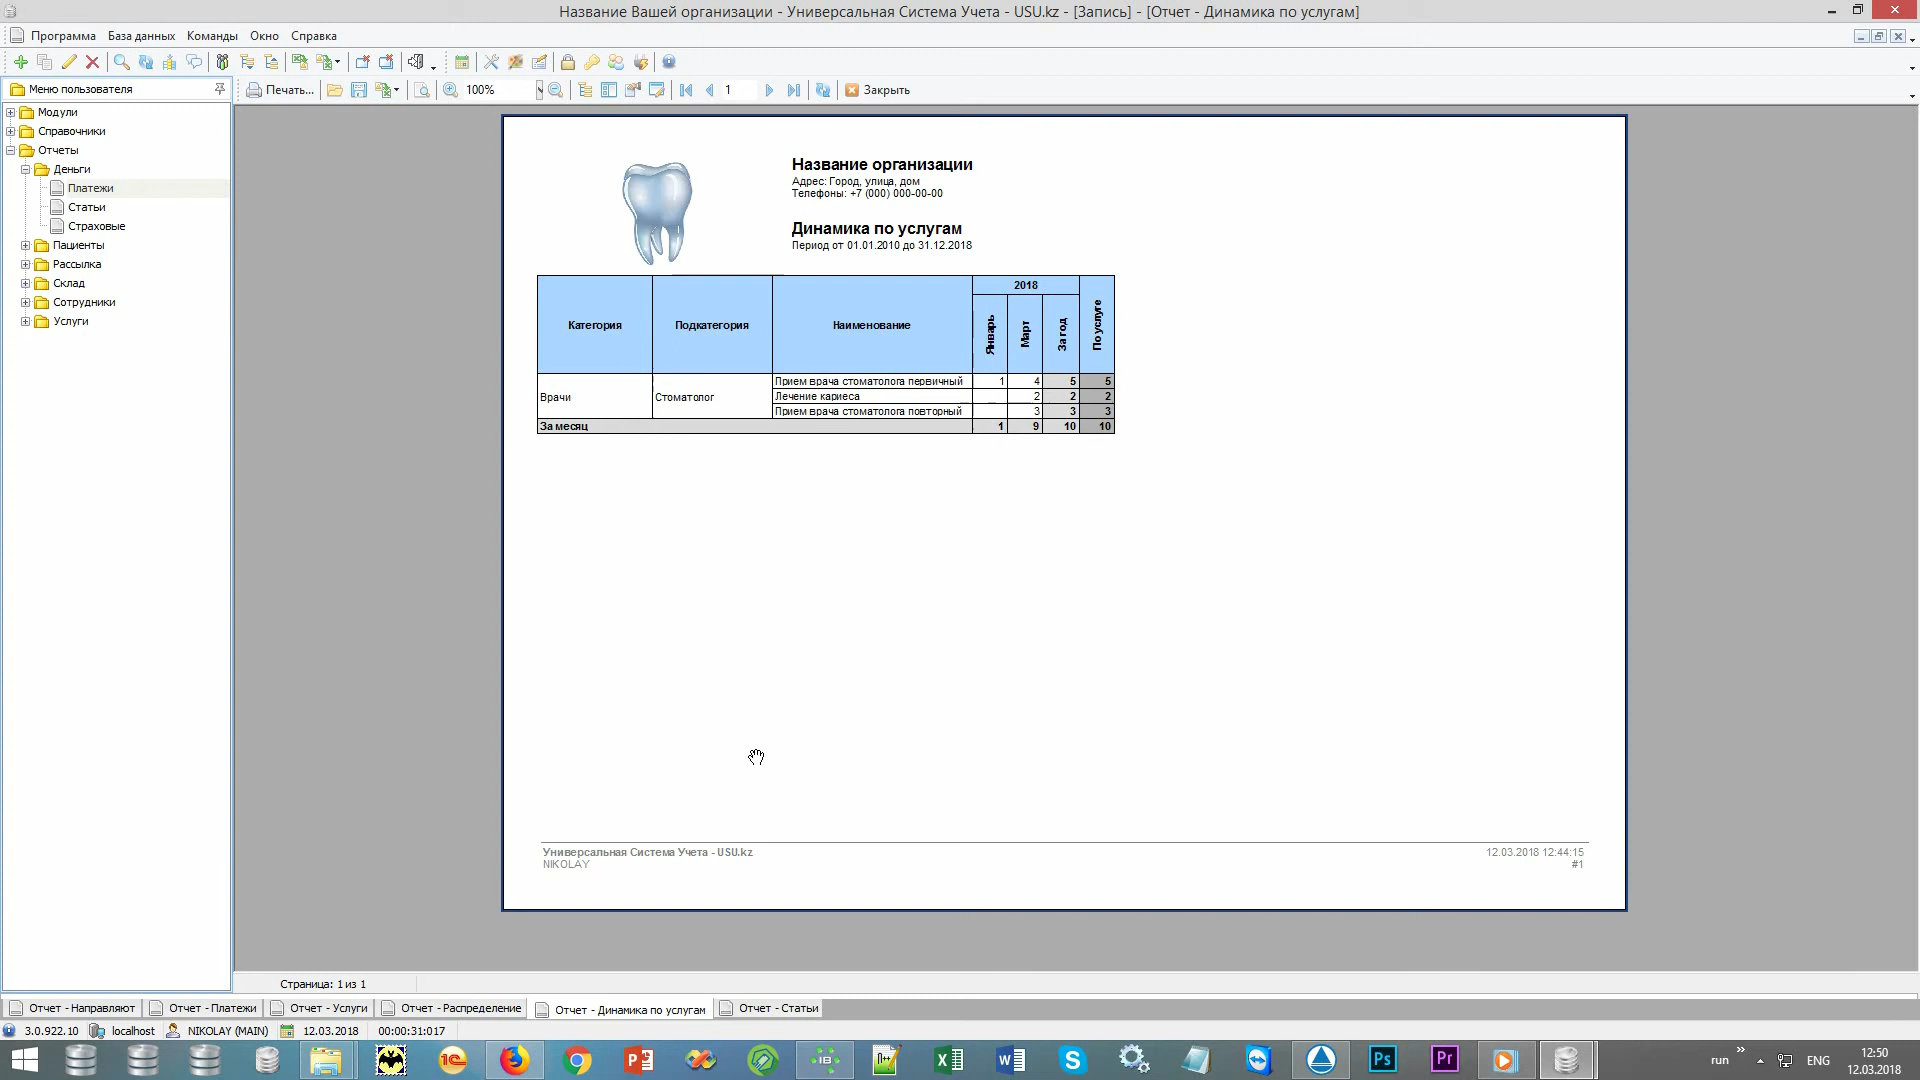 Название Вашей организации - Универсальная Система Учета - USU.kz - [Запись] - [Отчет - Динамика по услугам]
Программа База данных Команды Окно Справка
Меню пользователя
Печать... 100% 1 Закрыть
Модули
Справочники
Отчеты
Деньги
Платежи
Статьи
Страховые
Пациенты
Рассылка
Склад
Сотрудники
Услуги
Название организации
Адрес: Город, улица, дом
Телефоны: +7 (000) 000-00-00
Динамика по услугам
Период от 01.01.2010 до 31.12.2018
Категория Подкатегория Наименование 2018 По услуге
Январь Март За год
Врачи Стоматолог Прием врача стоматолога первичный 1 4 5 5
Лечение кариеса 2 2 2
Прием врача стоматолога повторный 3 3 3
За месяц 1 9 10 10
Универсальная Система Учета - USU.kz 12.03.2018 12:44:15
NIKOLAY #1
Страница: 1 из 1
Отчет - Направляют Отчет - Платежи Отчет - Услуги Отчет - Распределение Отчет - Динамика по услугам Отчет - Статьи
3.0.922.10 localhost NIKOLAY (MAIN) 12.03.2018 00:00:31:017
run ENG 12:50
12.03.2018